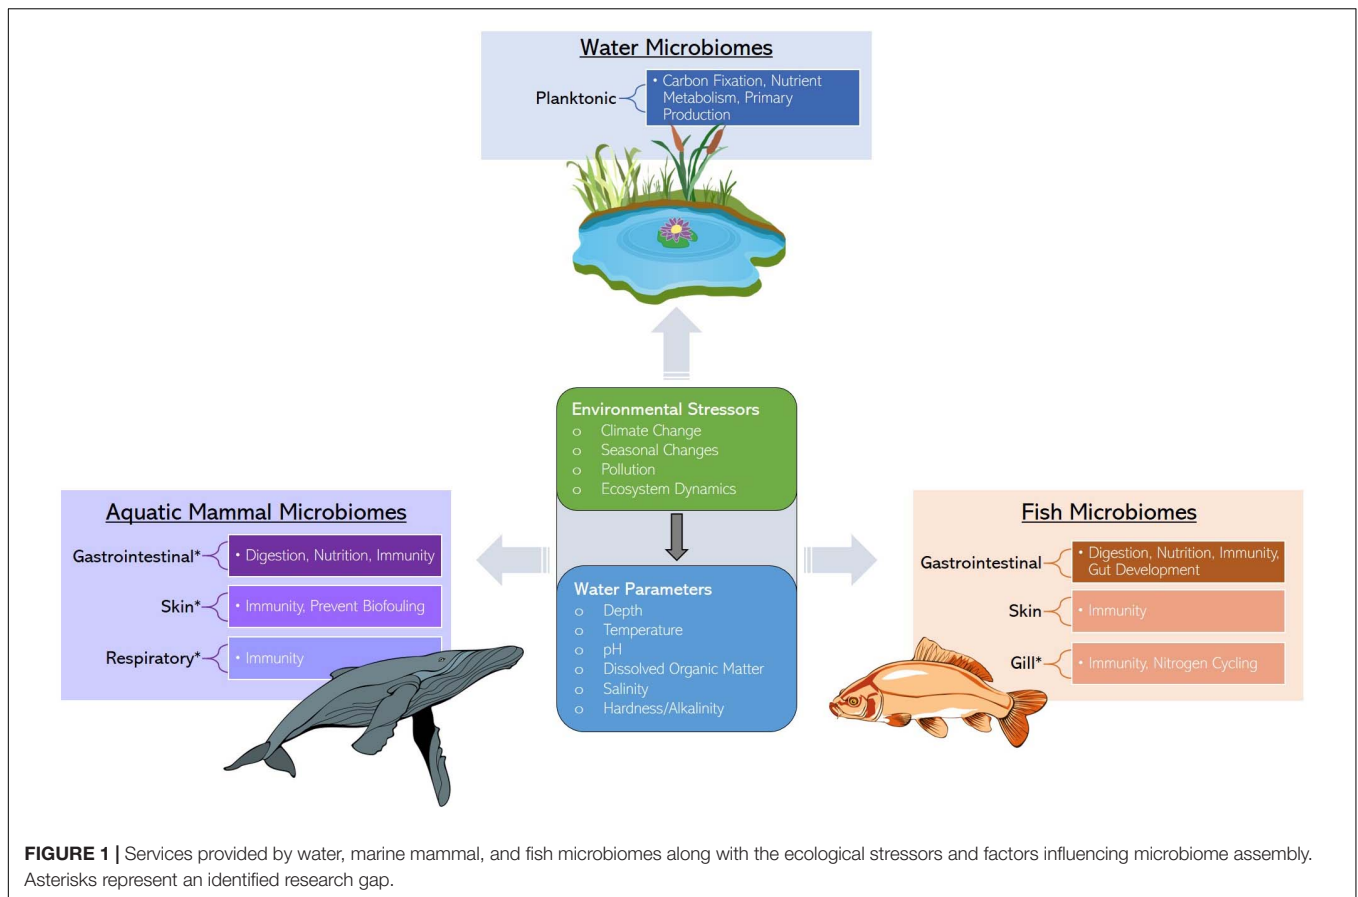 Water Microbiomes
Planktonic
• Carbon Fixation, Nutrient
Metabolism, Primary
Production
Environmental Stressors
o Climate Change
o Seasonal Changes
o Pollution
o Ecosystem Dynamics
Aquatic Mammal Microbiomes
Gastrointestinal*
• Digestion, Nutrition, Immunity
Skin*
• Immunity, Prevent Biofouling
Respiratory*
• Immunity
Water Parameters
o Depth
o Temperature
o pH
o Dissolved Organic Matter
o Salinity
o Hardness/Alkalinity
Fish Microbiomes
Gastrointestinal
• Digestion, Nutrition, Immunity,
Gut Development
Skin
• Immunity
Gill*
• Immunity, Nitrogen Cycling
FIGURE 1 | Services provided by water, marine mammal, and fish microbiomes along with the ecological stressors and factors influencing microbiome assembly.
Asterisks represent an identified research gap.